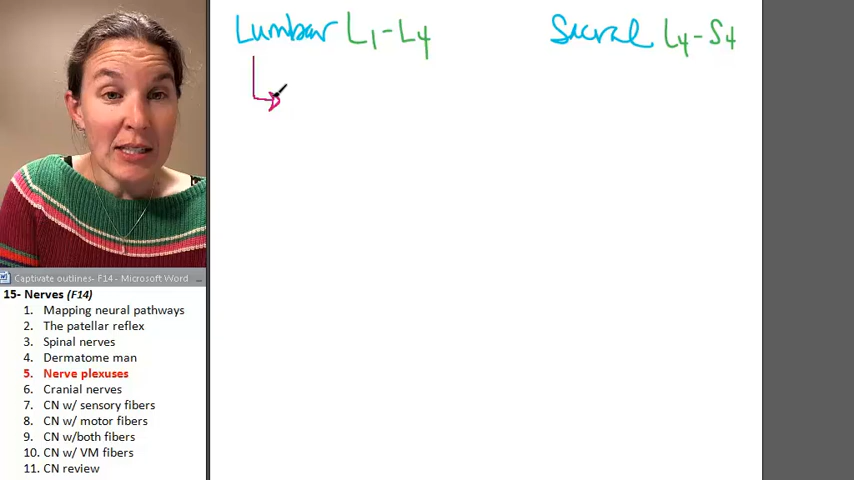 Lumbar L1-L4
Sacral L4-S4
Captivate outlines- F14 - Microsoft Word
15- Nerves (F14)
1. Mapping neural pathways
2. The patellar reflex
3. Spinal nerves
4. Dermatome man
5. Nerve plexuses
6. Cranial nerves
7. CN w/ sensory fibers
8. CN w/ motor fibers
9. CN w/both fibers
10. CN w/ VM fibers
11. CN review